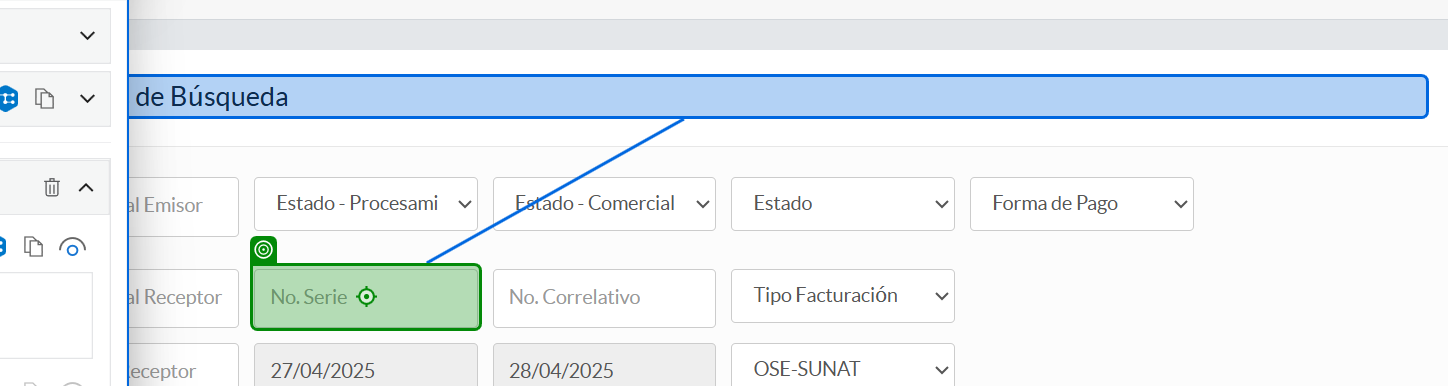 de Búsqueda
al Emisor
Estado - Procesami
Estado - Comercial
Estado
Forma de Pago
al Receptor
No. Serie
No. Correlativo
Tipo Facturación
eceptor
27/04/2025
28/04/2025
OSE-SUNAT